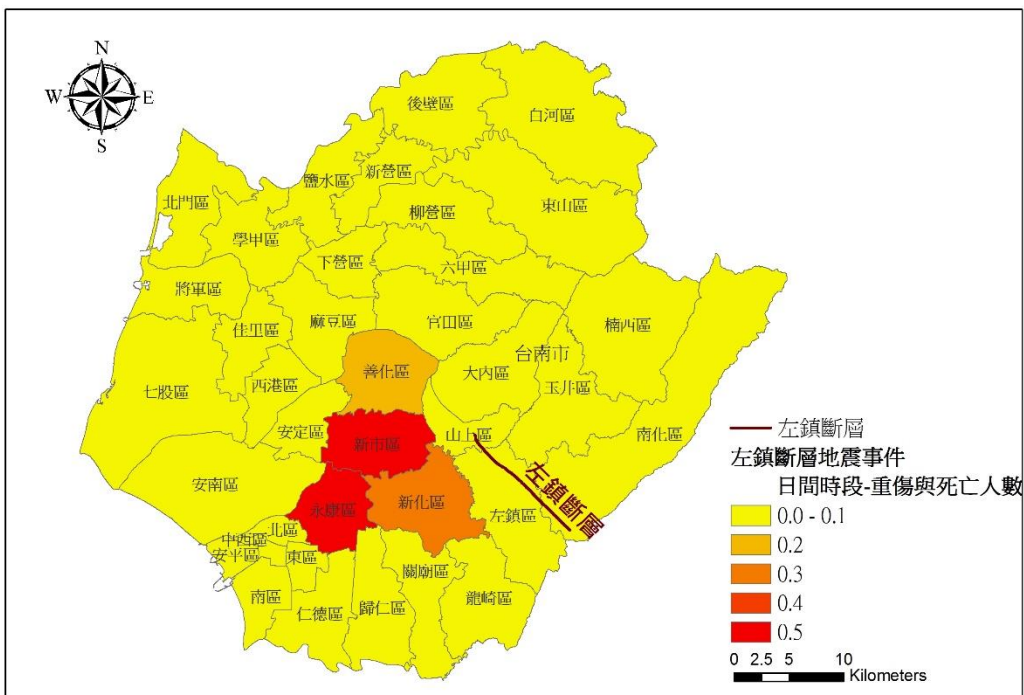 N
W E
S
後壁區
白河區
新營區
鹽水區
北門區
柳營區
東山區
學甲區
下營區
六甲區
將軍區
麻豆區
官田區
佳里區
楠西區
台南市
善化區
大內區
七股區
西港區
玉井區
安定區
新市區
山上區
南化區
安南區
新化區
左鎮斷層
左鎮區
永康區
北區
中西區
安平區
東區
關廟區
南區
仁德區
歸仁區
龍崎區
左鎮斷層
左鎮斷層地震事件
日間時段-重傷與死亡人數
0.0 - 0.1
0.2
0.3
0.4
0.5
0 2.5 5 10
Kilometers